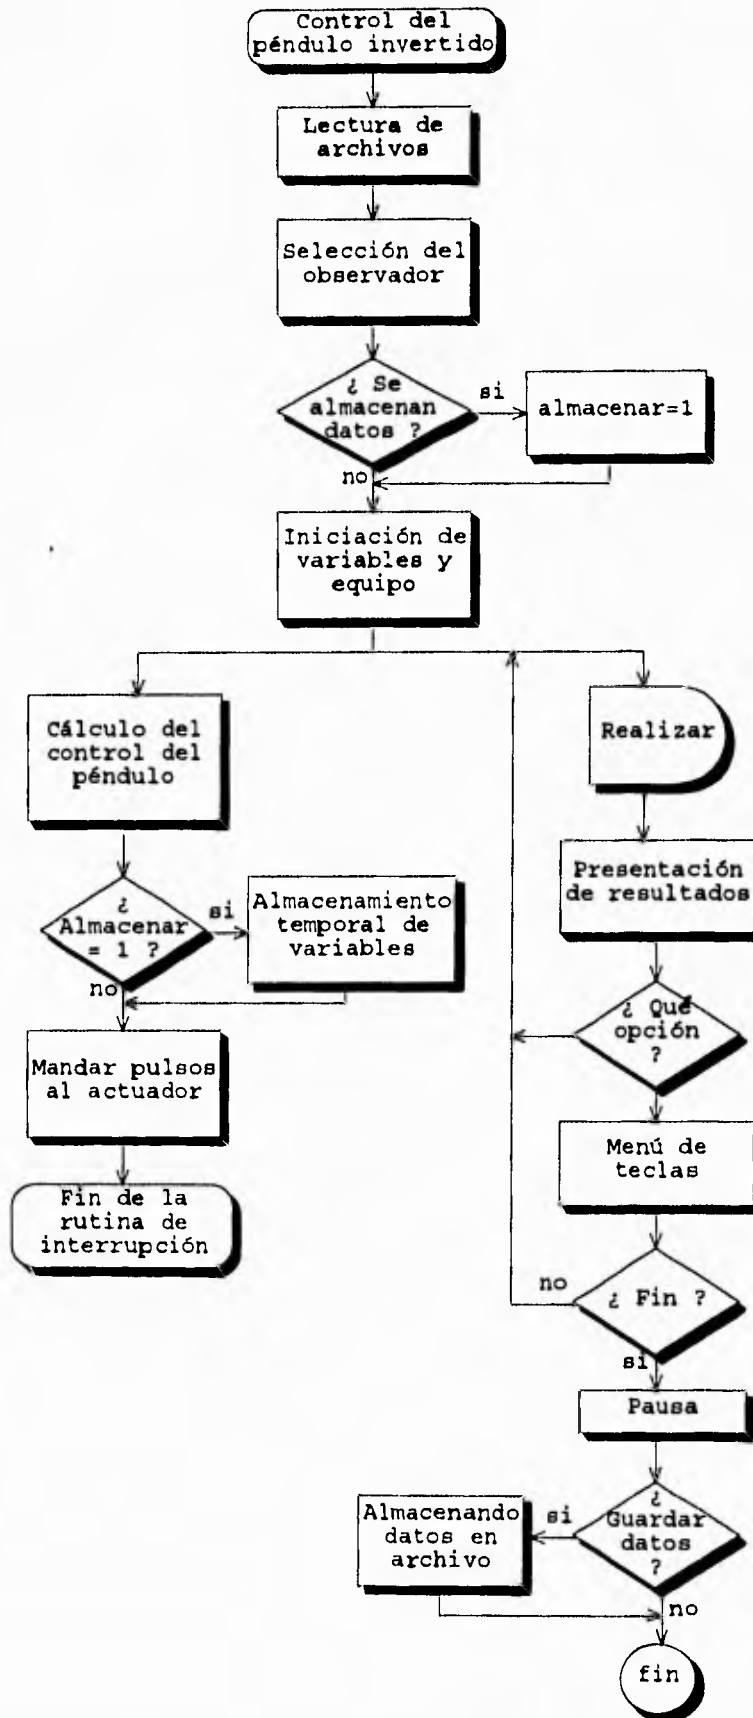 Control del
péndulo invertido
Lectura de
archivos
Selección del
observador
¿ Se
almacenan
datos ?
si
almacenar=1
no
Iniciación de
variables y
equipo
Cálculo del
control del
péndulo
¿
Almacenar
= 1 ?
si
Almacenamiento
temporal de
variables
no
Mandar pulsos
al actuador
Fin de la
rutina de
interrupción
Realizar
Presentación
de resultados
¿ Qué
opción
?
Menú de
teclas
no
¿ Fin ?
si
Pausa
¿
Guardar
datos
?
si
Almacenando
datos en
archivo
no
fin